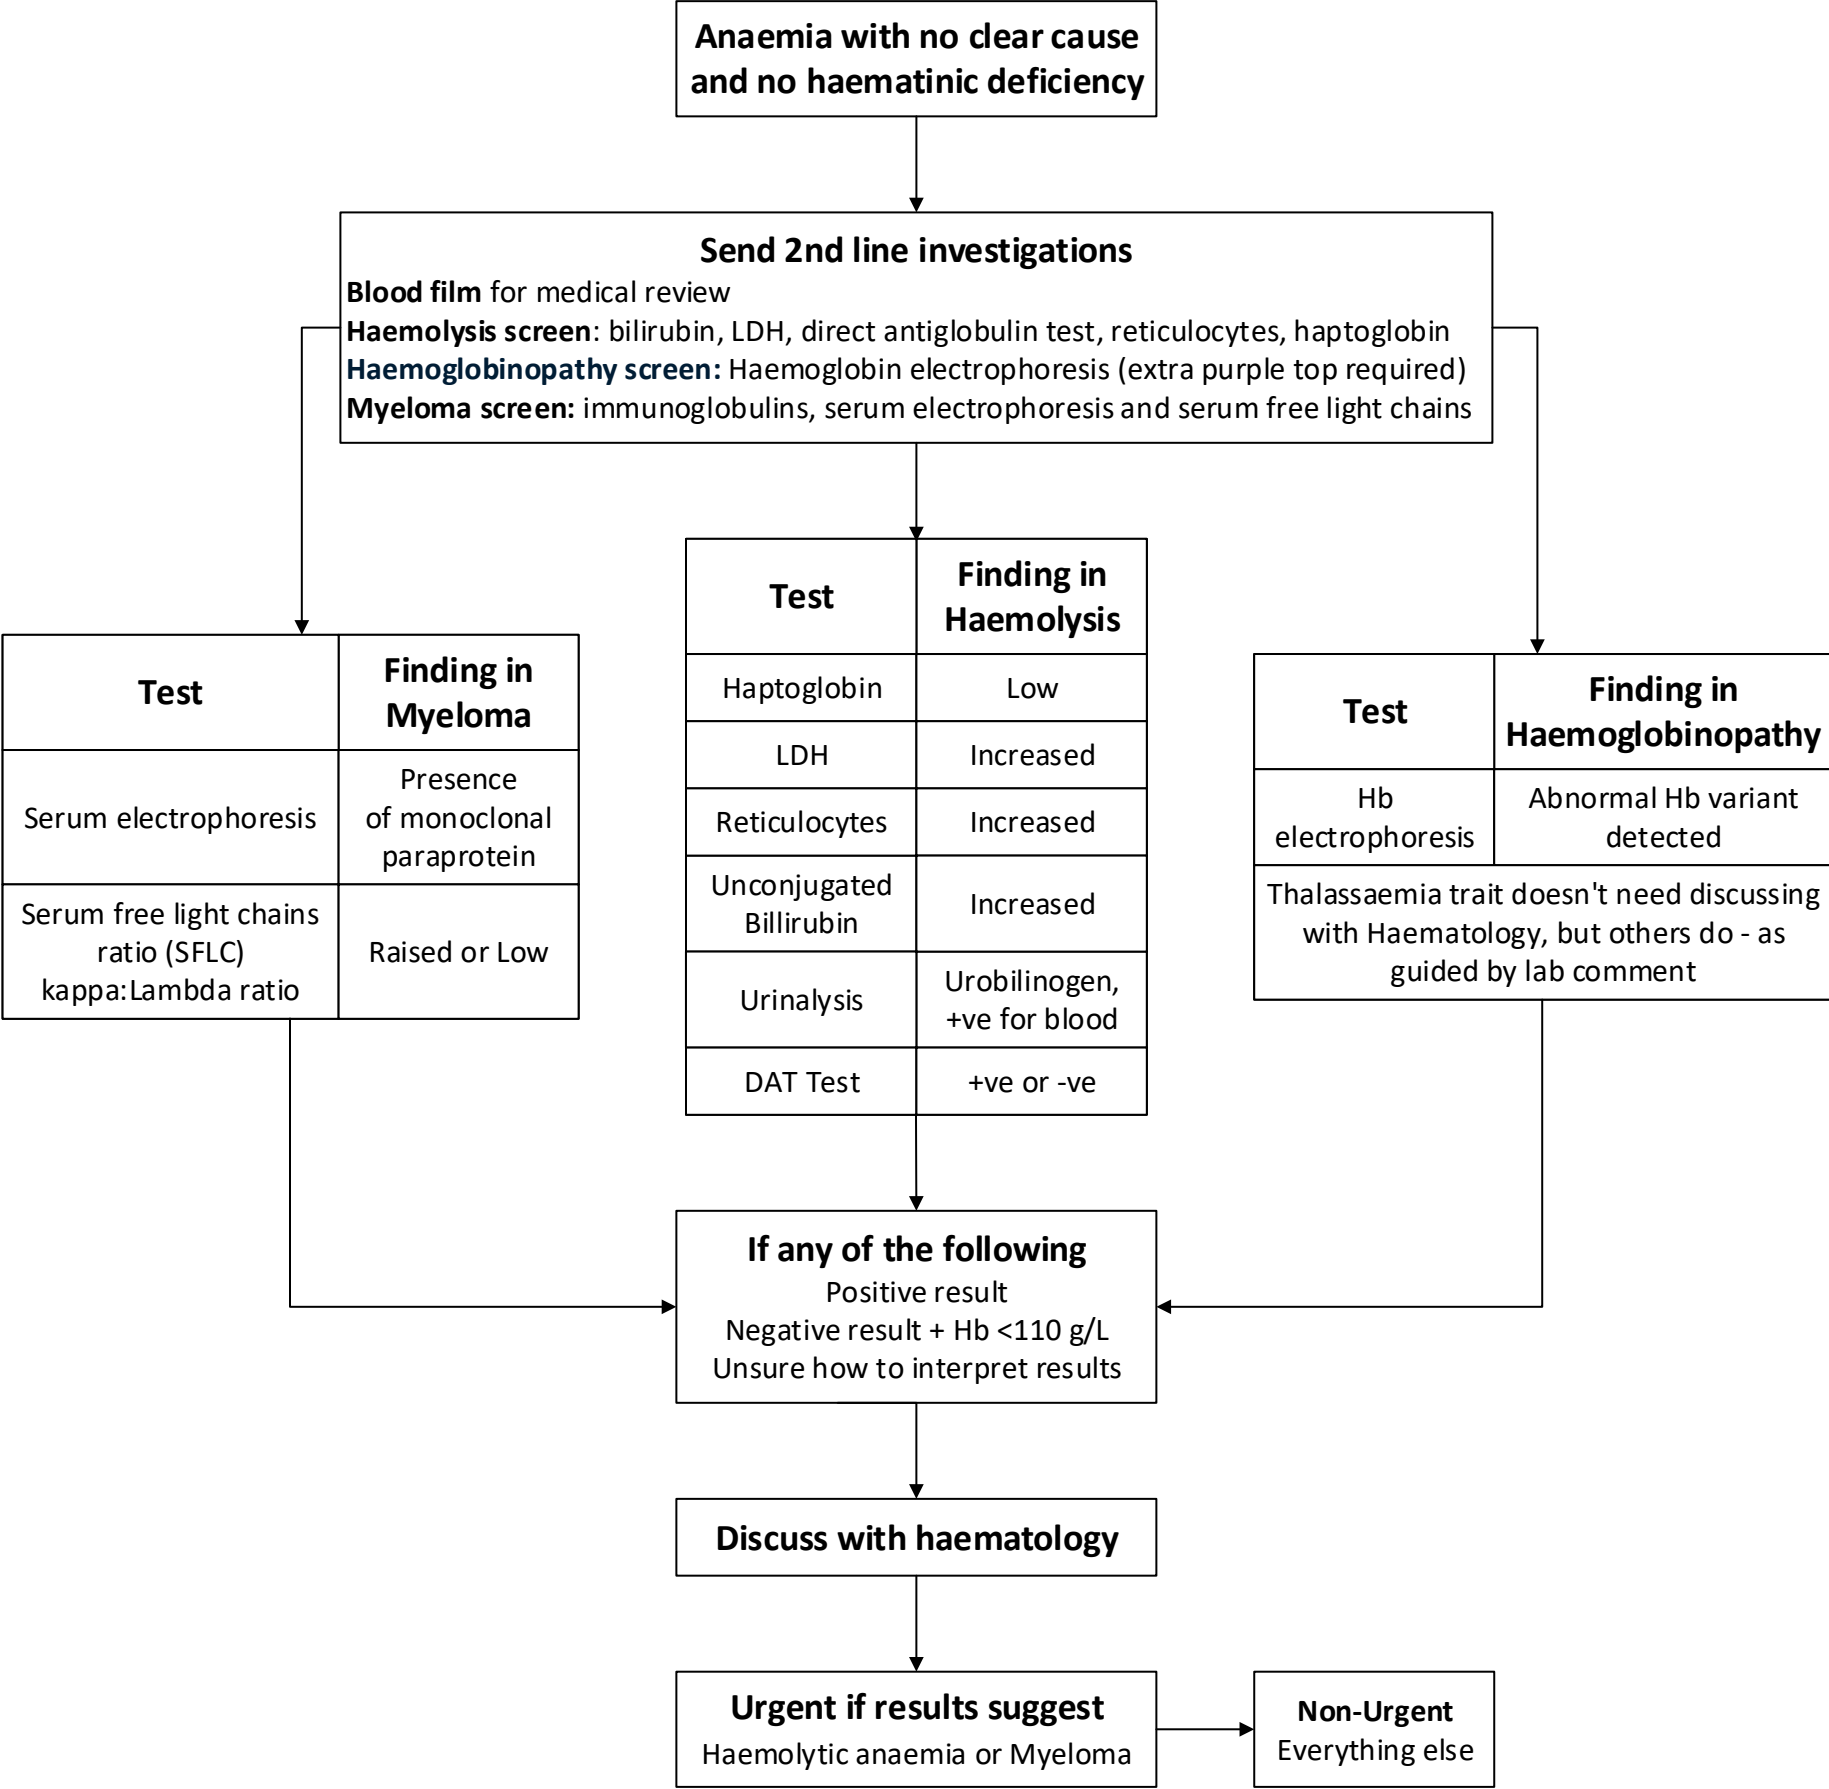 Anaemia with no clear cause
and no haematinic deficiency
Send 2nd line investigations
Blood film for medical review
Haemolysis screen: bilirubin, LDH, direct antiglobulin test, reticulocytes, haptoglobin
Haemoglobinopathy screen: Haemoglobin electrophoresis (extra purple top required)
Myeloma screen: immunoglobulins, serum electrophoresis and serum free light chains
Test
Finding in
Myeloma
Serum electrophoresis
Presence
of monoclonal
paraprotein
Serum free light chains
ratio (SFLC)
kappa:Lambda ratio
Raised or Low
Test
Finding in
Haemolysis
Haptoglobin
Low
LDH
Increased
Reticulocytes
Increased
Unconjugated
Billirubin
Increased
Urinalysis
Urobilinogen,
+ve for blood
DAT Test
+ve or -ve
Test
Finding in
Haemoglobinopathy
Hb
electrophoresis
Abnormal Hb variant
detected
Thalassaemia trait doesn't need discussing
with Haematology, but others do - as
guided by lab comment
If any of the following
Positive result
Negative result + Hb <110 g/L
Unsure how to interpret results
Discuss with haematology
Urgent if results suggest
Haemolytic anaemia or Myeloma
Non-Urgent
Everything else